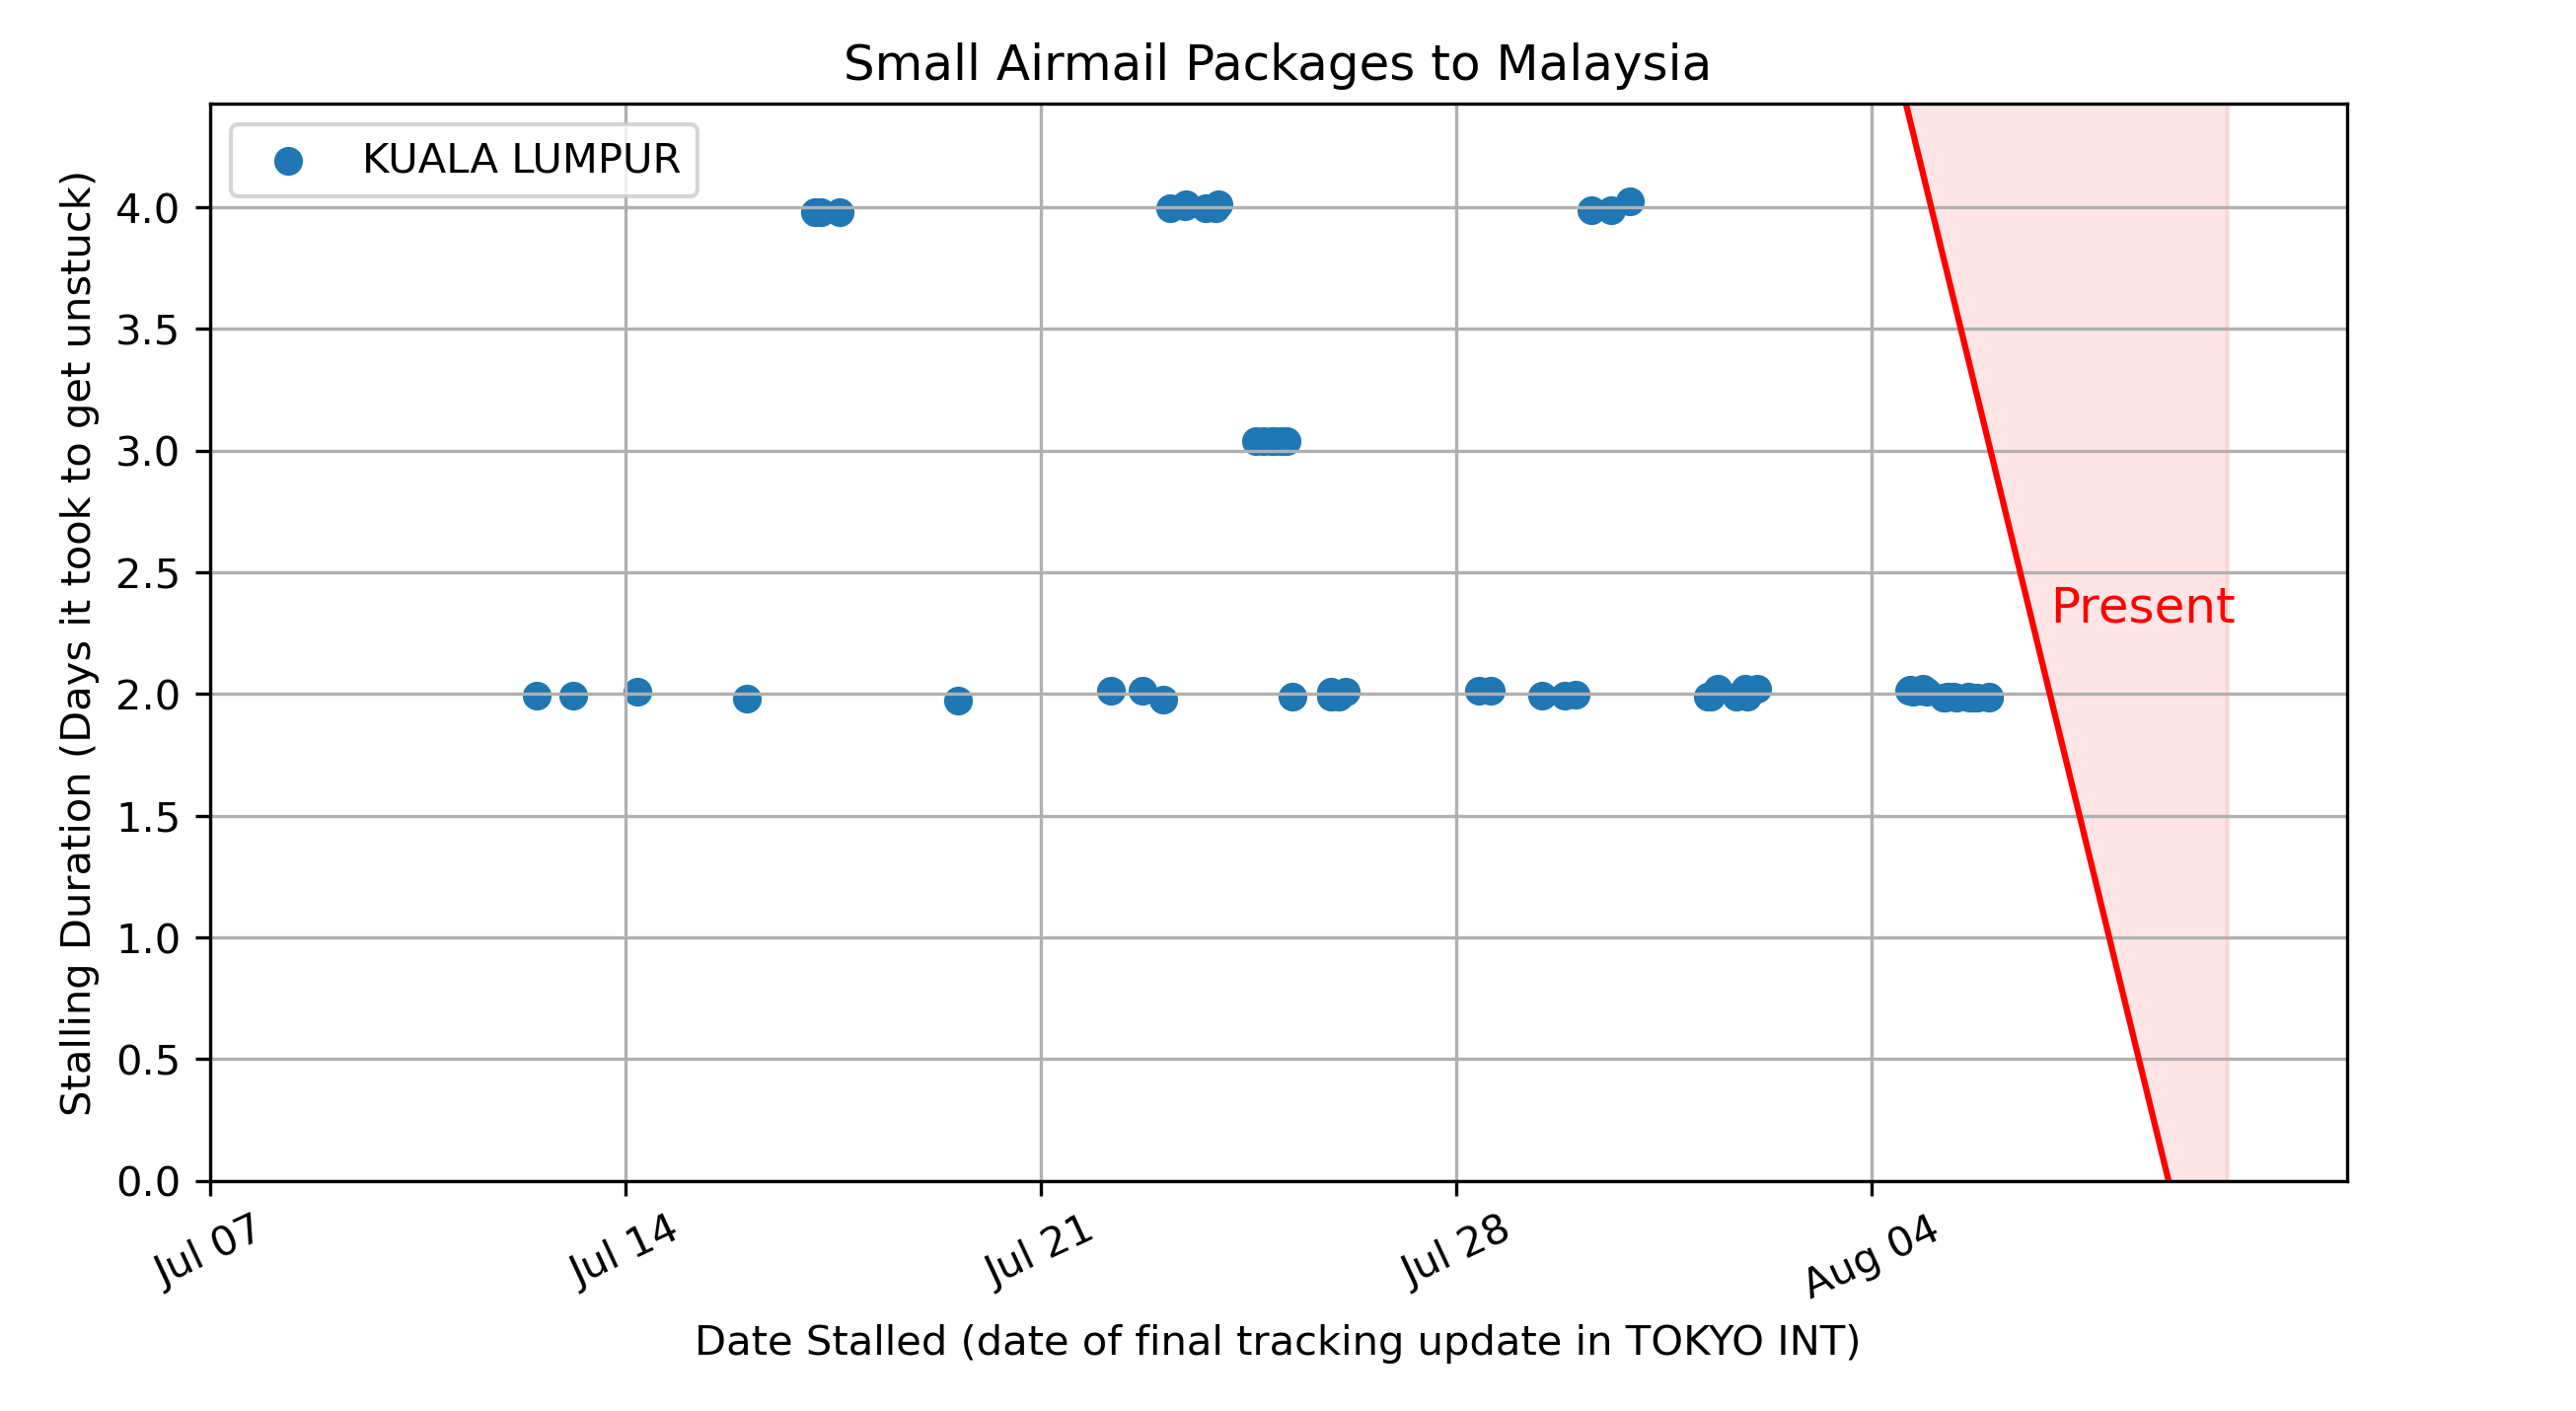 Small Airmail Packages to Malaysia
KUALA LUMPUR
Stalling Duration (Days it took to get unstuck)
4.0
3.5
3.0
2.5
2.0
1.5
1.0
0.5
0.0
Present
Jul 07
Jul 14
Jul 21
Jul 28
Aug 04
Date Stalled (date of final tracking update in TOKYO INT)